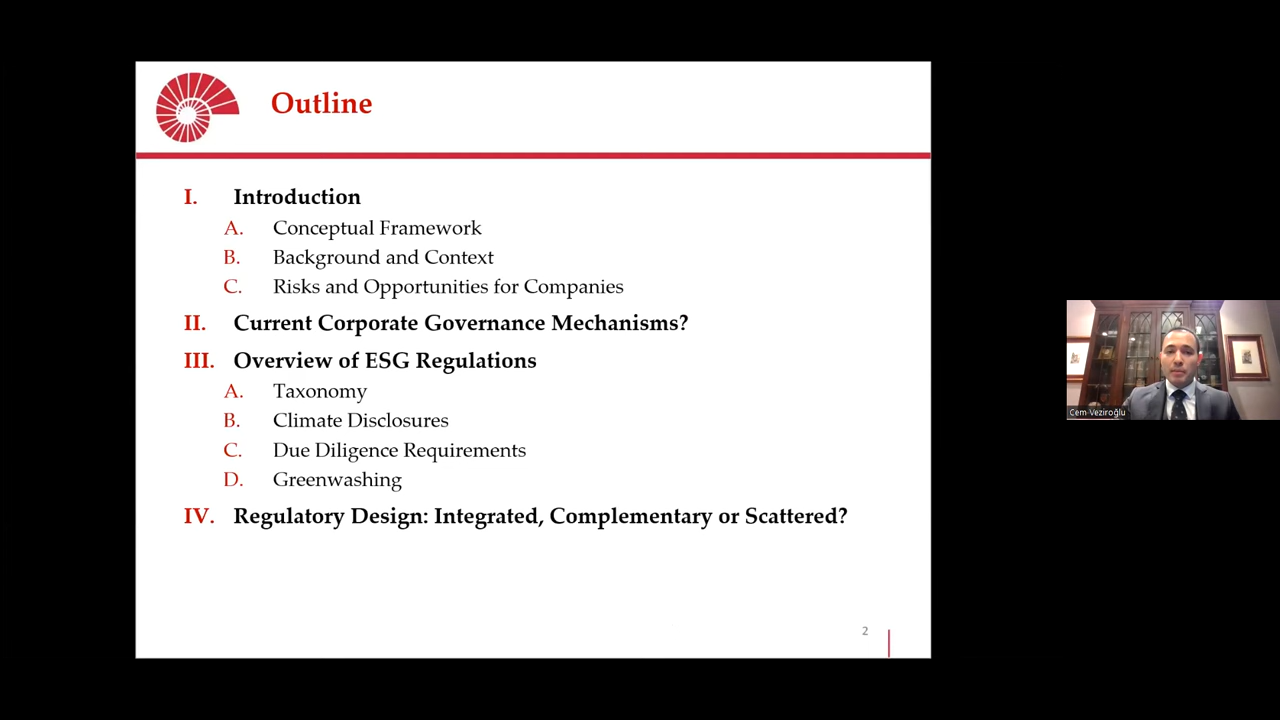 Outline
I. Introduction
A. Conceptual Framework
B. Background and Context
C. Risks and Opportunities for Companies
II. Current Corporate Governance Mechanisms?
III. Overview of ESG Regulations
A. Taxonomy
B. Climate Disclosures
C. Due Diligence Requirements
D. Greenwashing
IV. Regulatory Design: Integrated, Complementary or Scattered?
2
Cem Veziroğlu